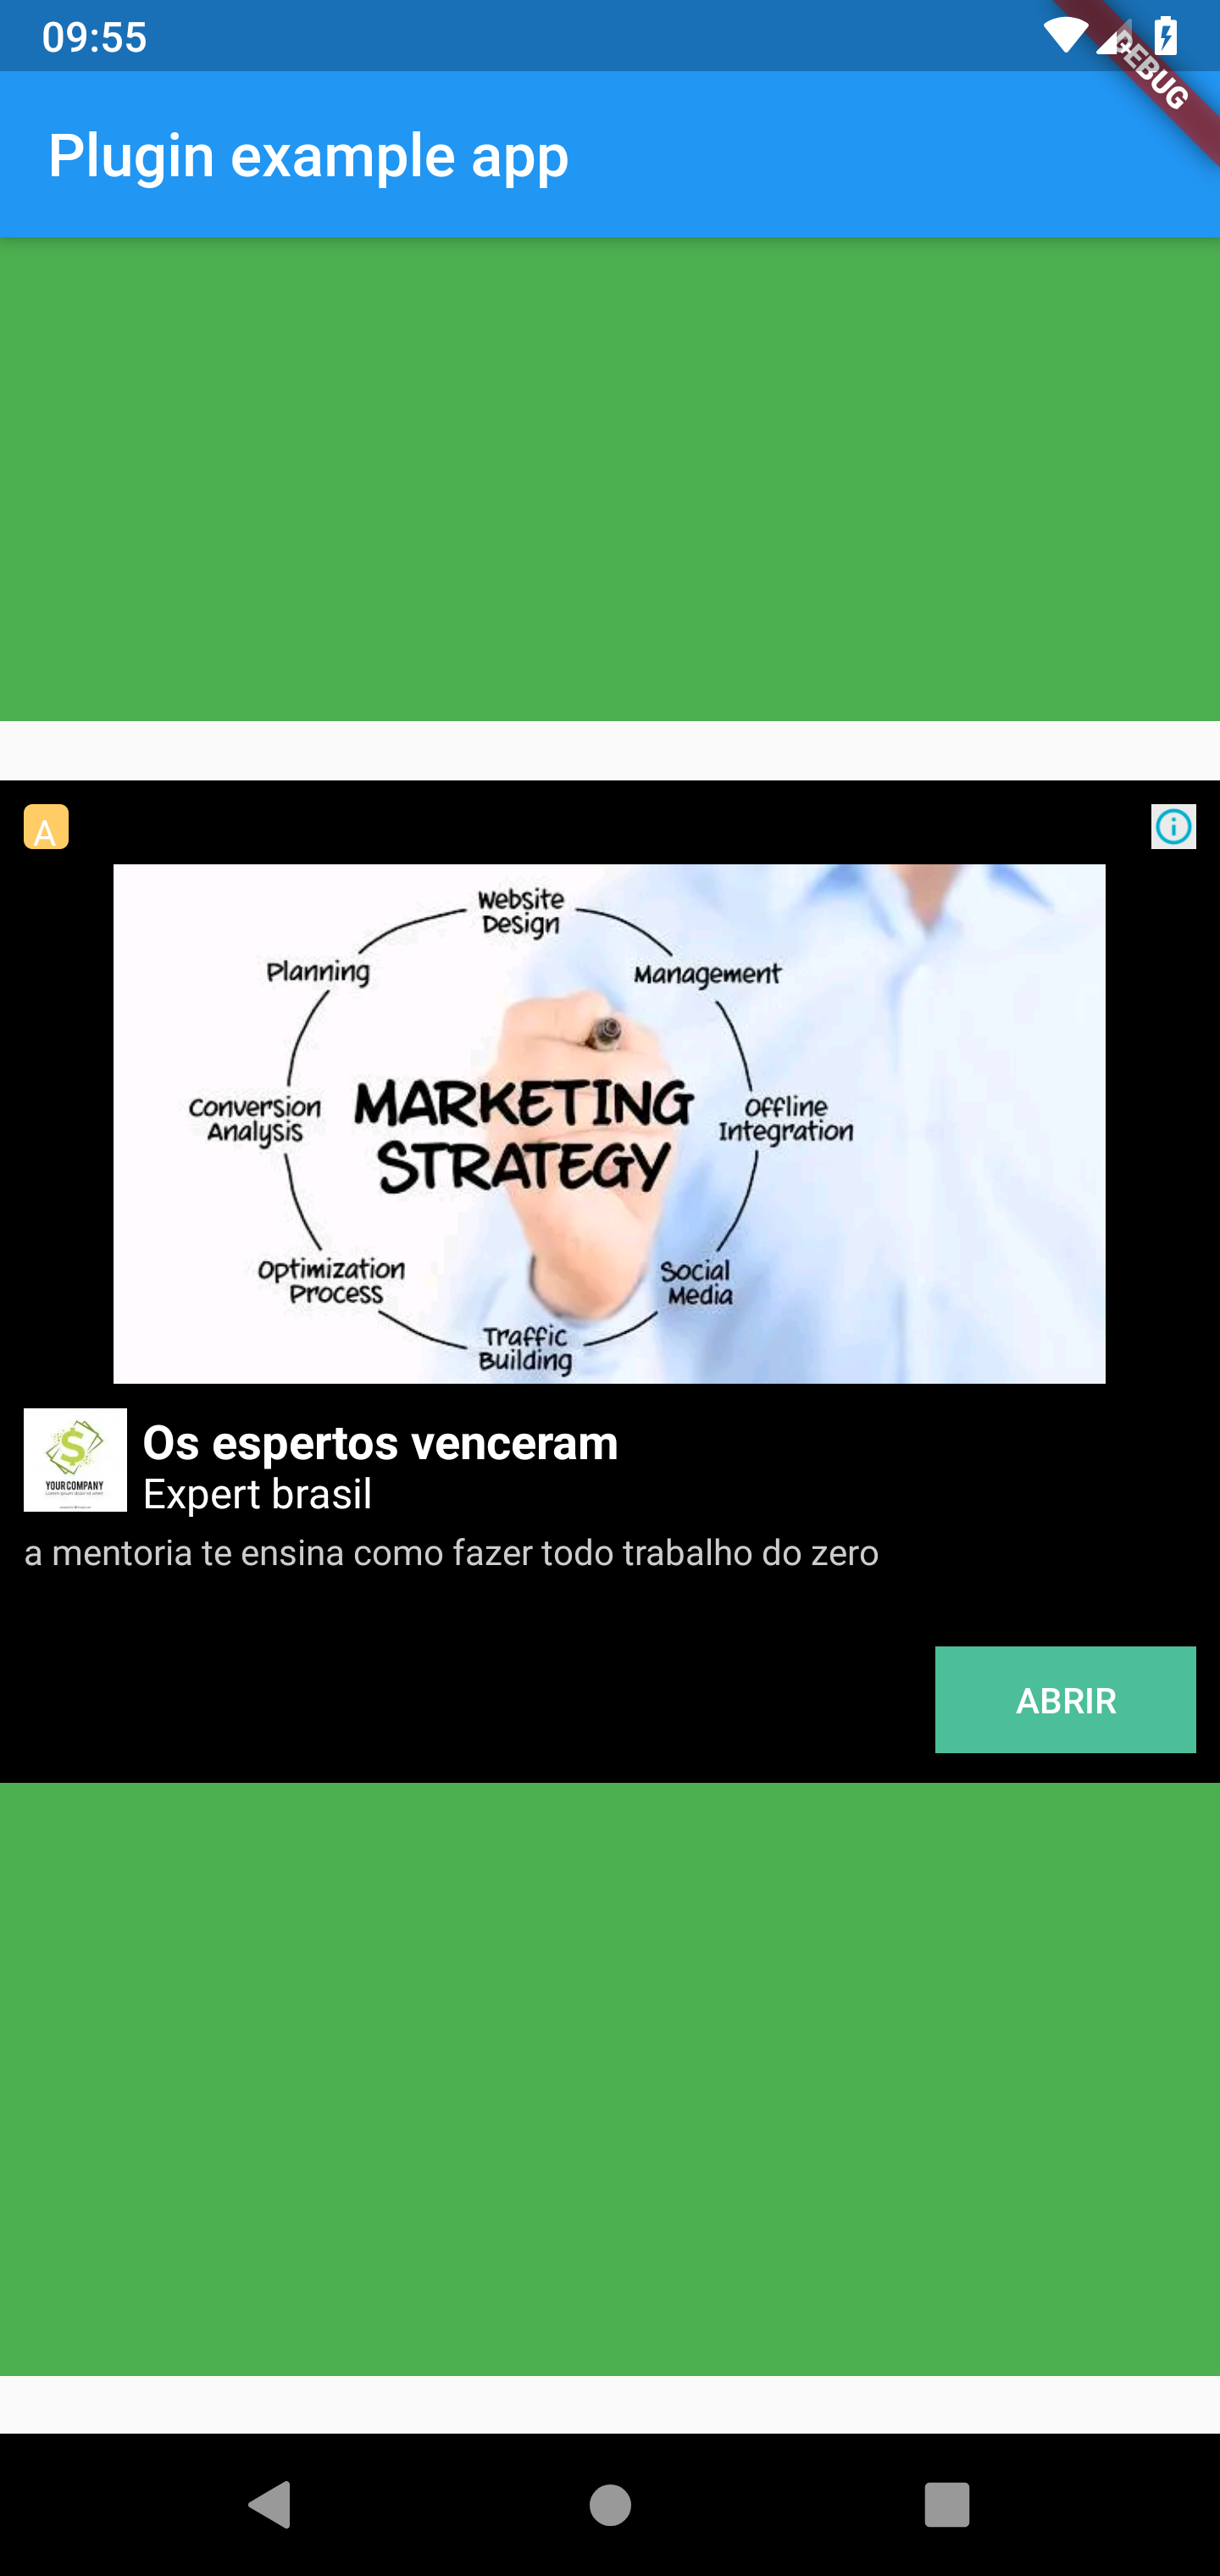 09:55
DEBUG
Plugin example app
A
Website
Design
Planning
Management
Conversion
Analysis
MARKETING
STRATEGY
Offline
Integration
Optimization
Process
Social
Media
Traffic
Building
$
YOUR COMPANY
Os espertos venceram
Expert brasil
a mentoria te ensina como fazer todo trabalho do zero
ABRIR